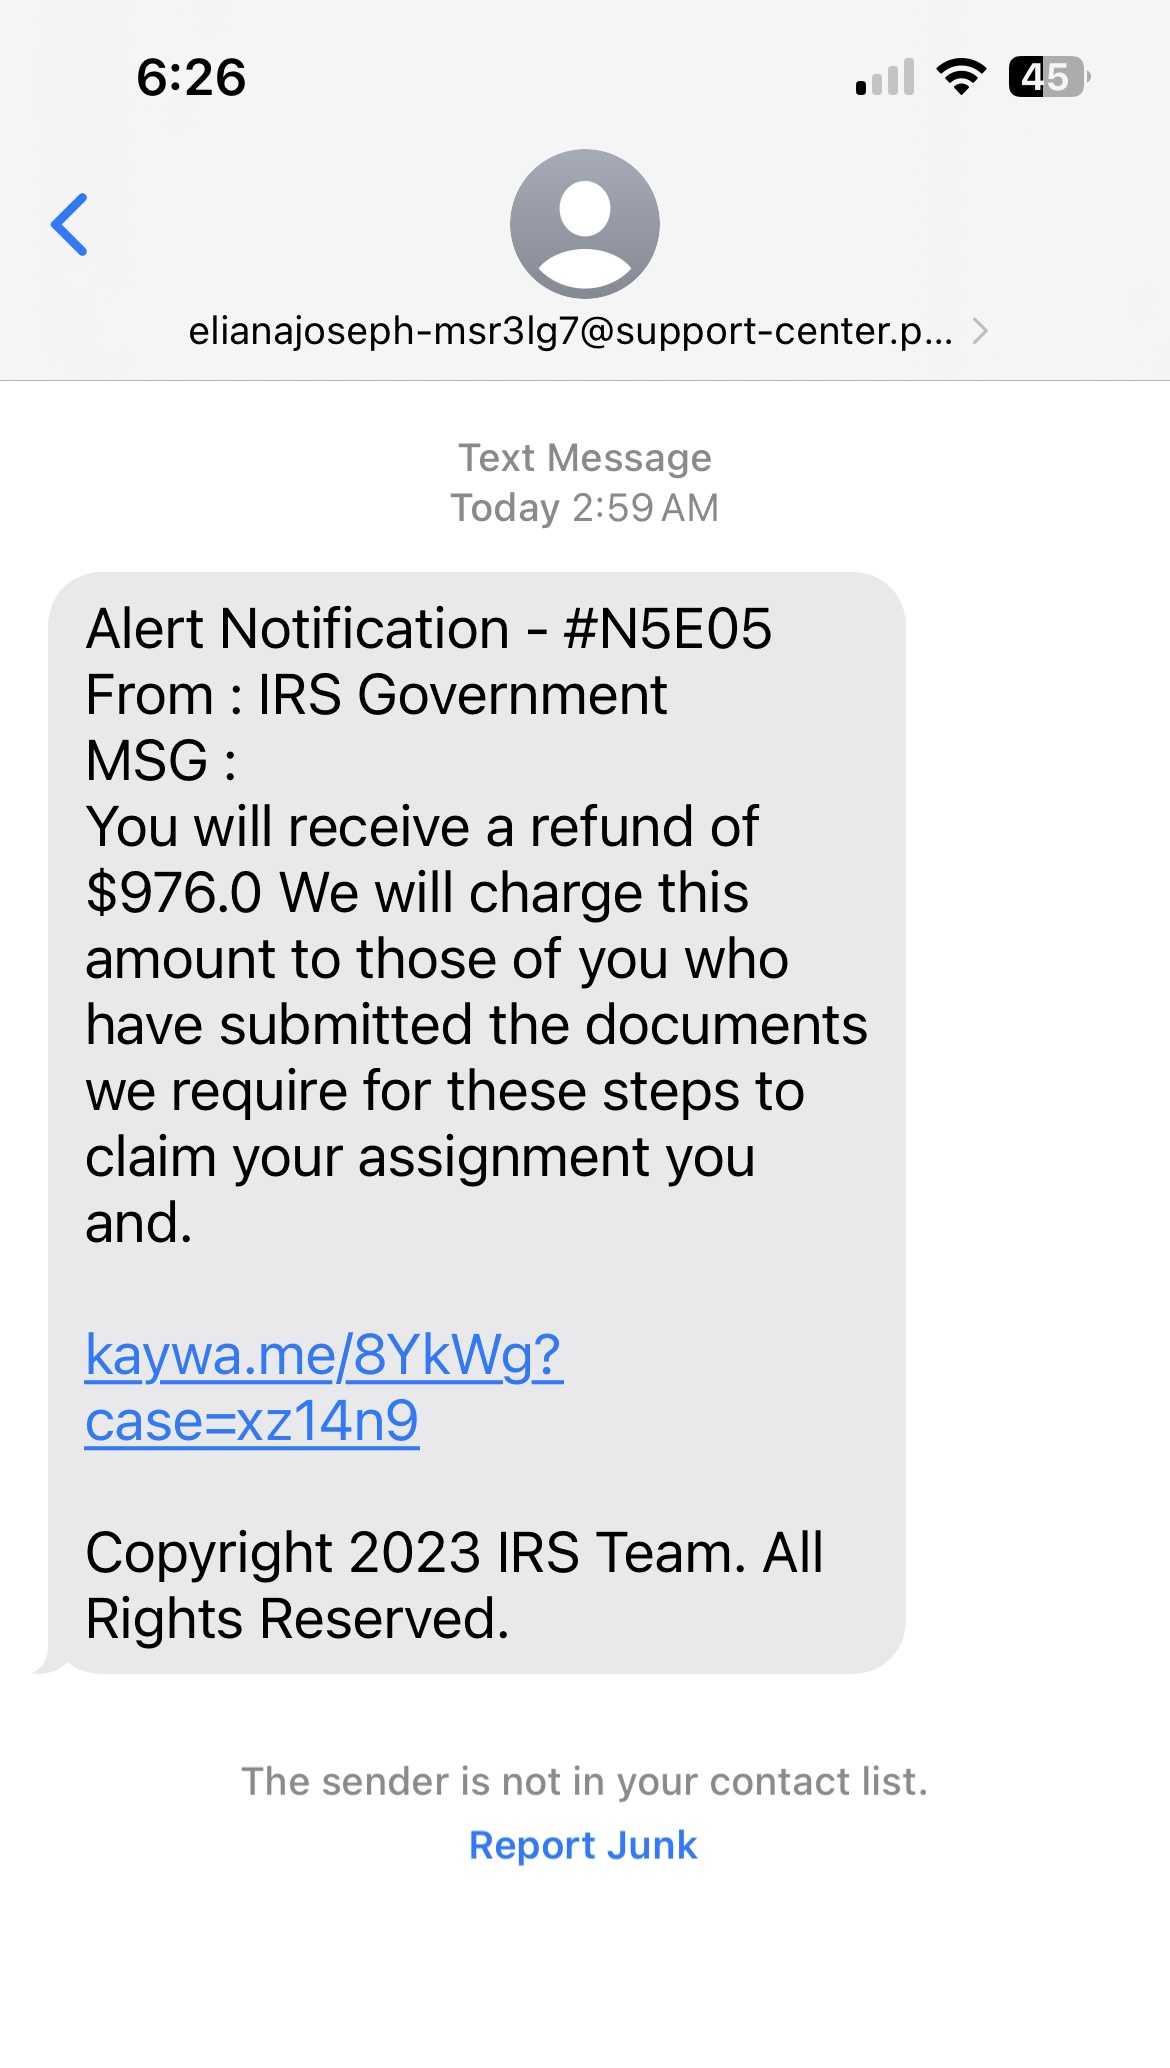 6:26
45
elianajoseph-msr3lg7@support-center.p...
Text Message
Today 2:59 AM
Alert Notification - #N5E05
From : IRS Government
MSG :
You will receive a refund of
$976.0 We will charge this
amount to those of you who
have submitted the documents
we require for these steps to
claim your assignment you
and.
kaywa.me/8YkWg?
case=xz14n9
Copyright 2023 IRS Team. All
Rights Reserved.
The sender is not in your contact list.
Report Junk